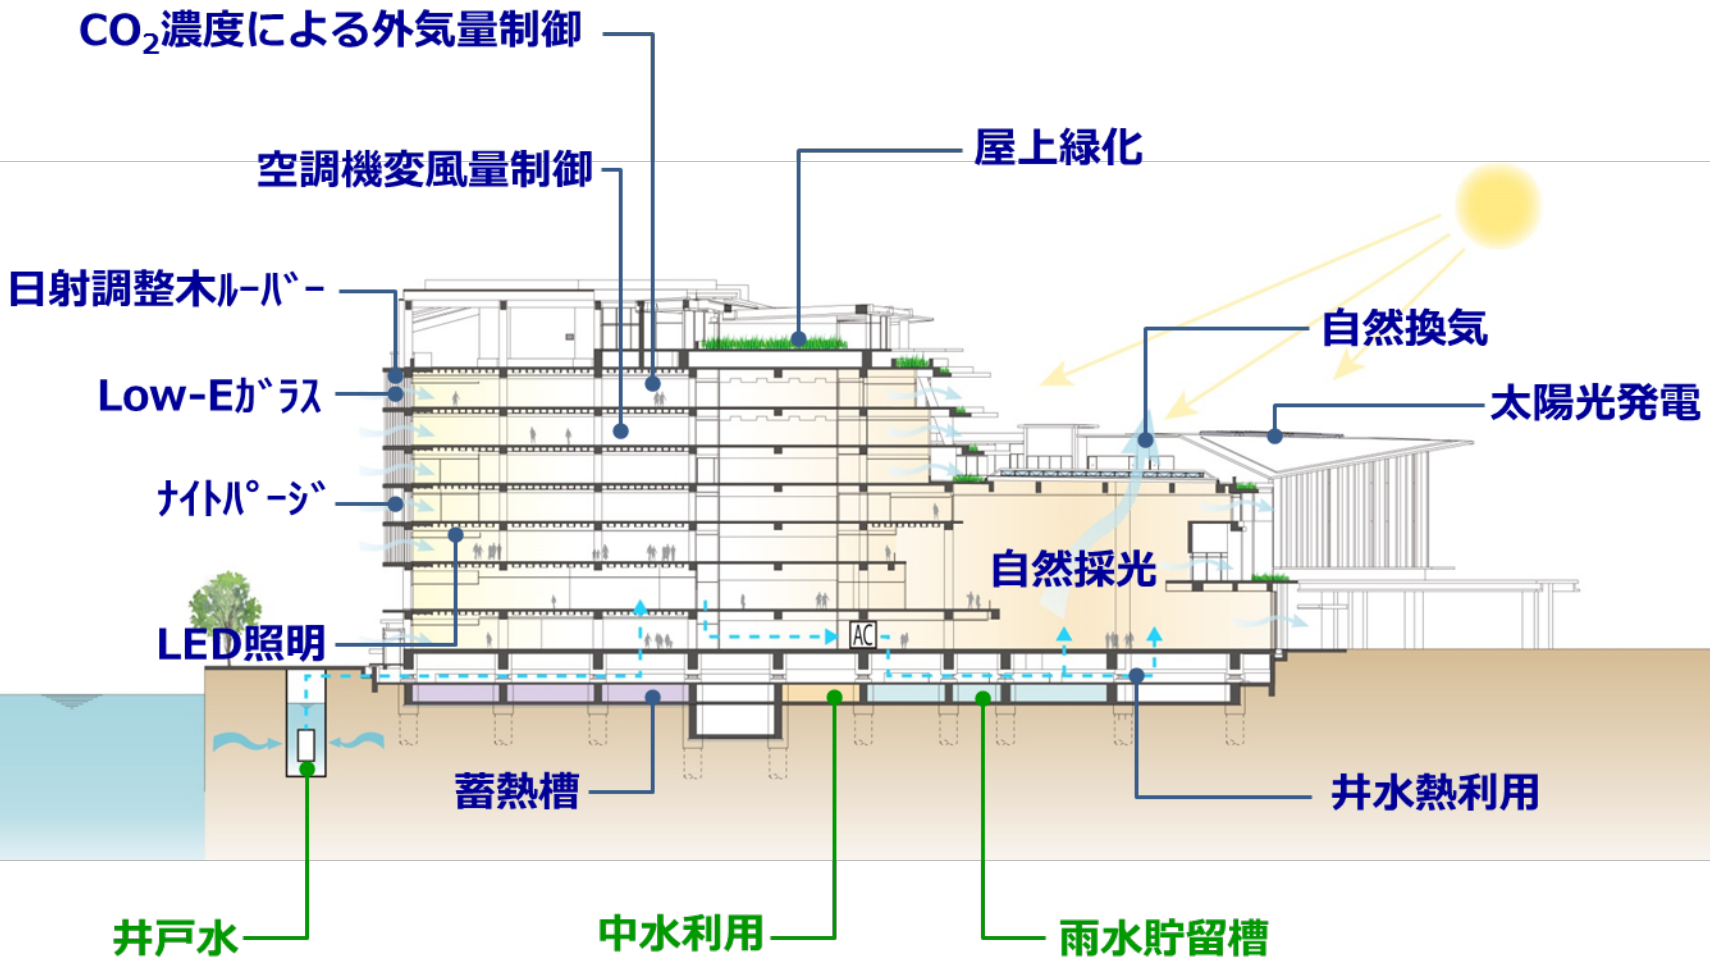 CO₂濃度による外気量制御
屋上緑化
空調機変風量制御
日射調整木ﾙｰﾊﾞｰ
自然換気
Low-Eｶﾞﾗｽ
太陽光発電
ﾅｲﾄﾊﾟｰｼﾞ
自然採光
LED照明
AC
蓄熱槽
井水熱利用
井戸水
中水利用
雨水貯留槽